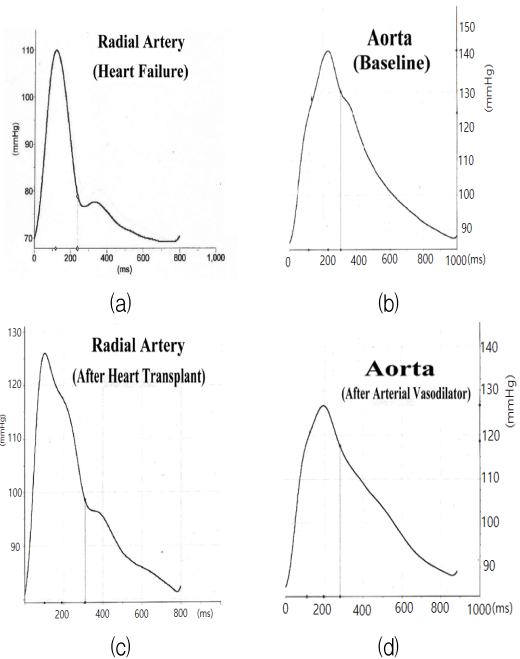 Radial Artery
(Heart Failure)
110
100
90
80
70
(mmHg)
0 200 400 600 800 1,000
(ms)
(a)
Aorta
(Baseline)
150
140
130
120
110
100
90
(mmHg)
0 200 400 600 800 1000(ms)
(b)
Radial Artery
(After Heart Transplant)
130
120
110
100
90
(mmHg)
200 400 600 800 (ms)
(c)
Aorta
(After Arterial Vasodilator)
140
130
120
110
100
90
(mmHg)
0 200 400 600 800 1000(ms)
(d)